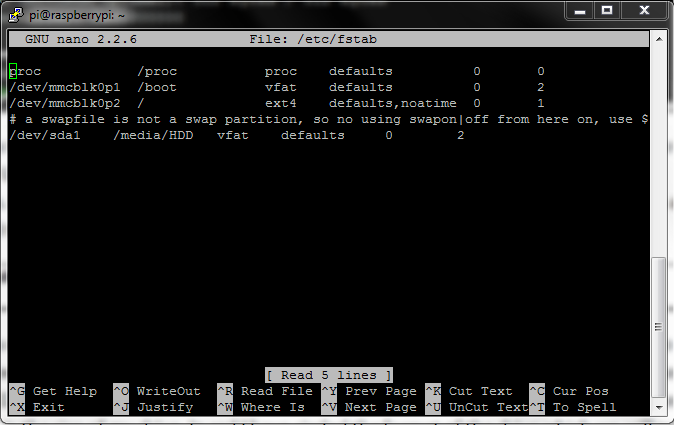 pi@raspberrypi: ~
GNU nano 2.2.6 File: /etc/fstab
proc /proc proc defaults 0 0
/dev/mmcblk0p1 /boot vfat defaults 0 2
/dev/mmcblk0p2 / ext4 defaults,noatime 0 1
# a swapfile is not a swap partition, so no using swapon|off from here on, use $
/dev/sda1 /media/HDD vfat defaults 0 2
[ Read 5 lines ]
^G Get Help ^O WriteOut ^R Read File ^Y Prev Page ^K Cut Text ^C Cur Pos
^X Exit ^J Justify ^W Where Is ^V Next Page ^U UnCut Text ^T To Spell